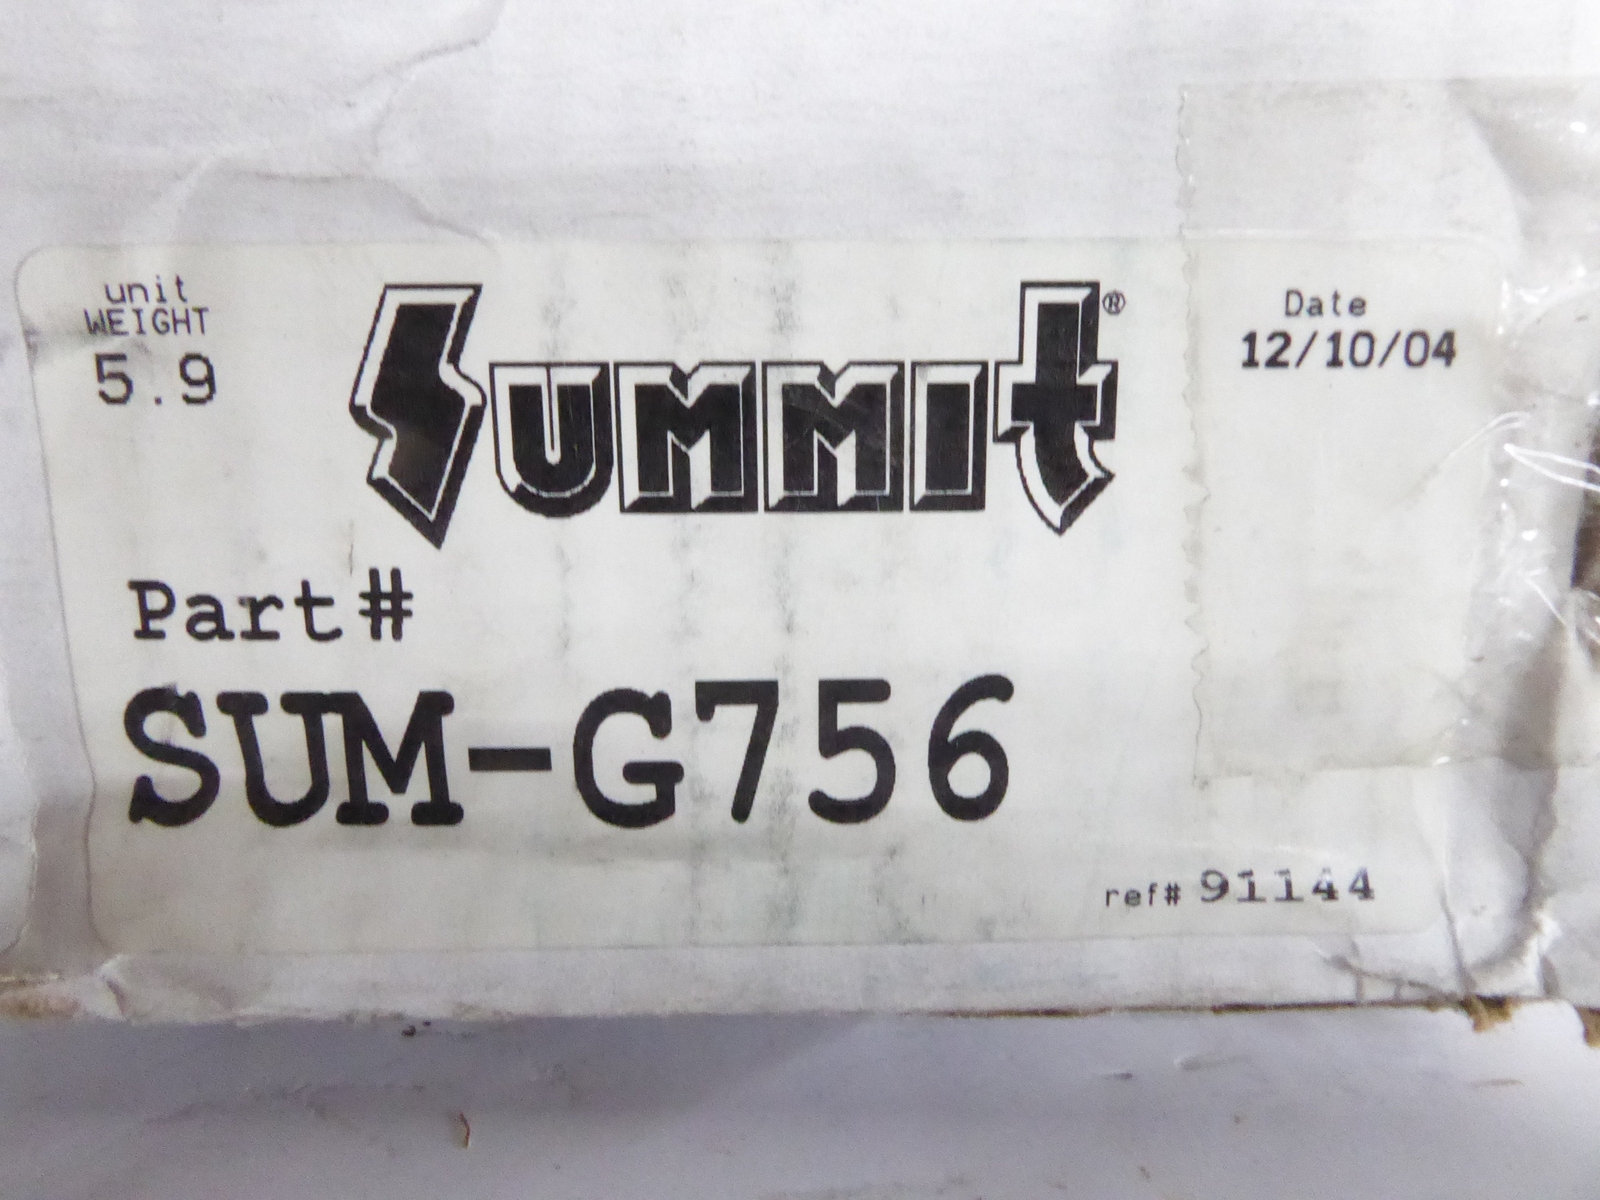 unit
WEIGHT
5.9
SUMMIT®
Date
12/10/04
Part#
SUM-G756
ref# 91144